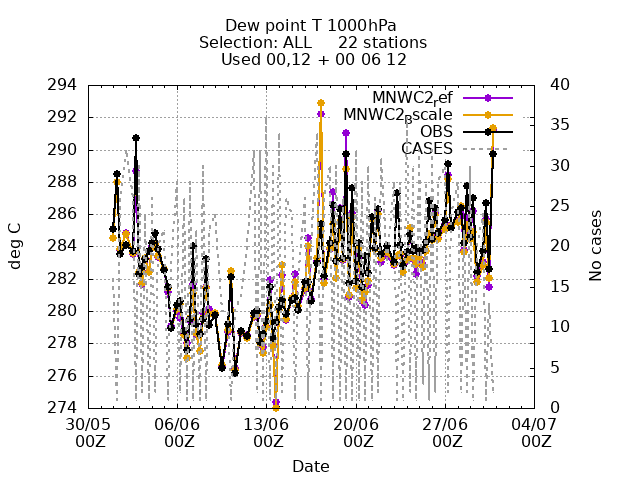 Dew point T 1000hPa
Selection: ALL 22 stations
Used 00,12 + 00 06 12
294 40
292 35
290 30
288
286 25
284 20
282 15
280 10
278
276 5
274 0
MNWC2ref
MNWC2Bscale
OBS
CASES
deg C
No cases
30/05 06/06 13/06 20/06 27/06 04/07
00Z 00Z 00Z 00Z 00Z 00Z
Date